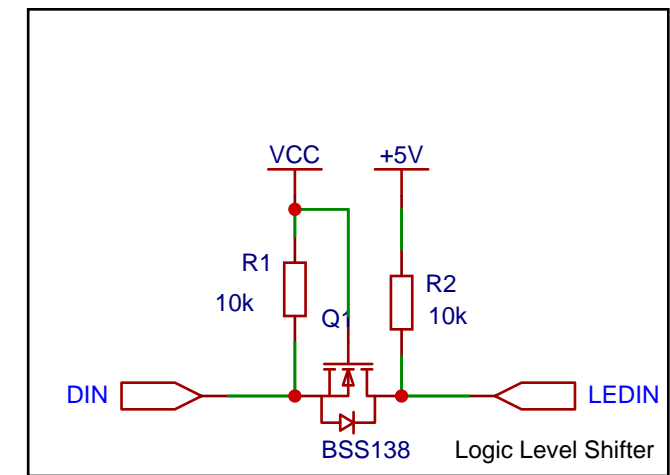 VCC
+5V
R1
10k
R2
10k
Q1
DIN
LEDIN
BSS138
Logic Level Shifter